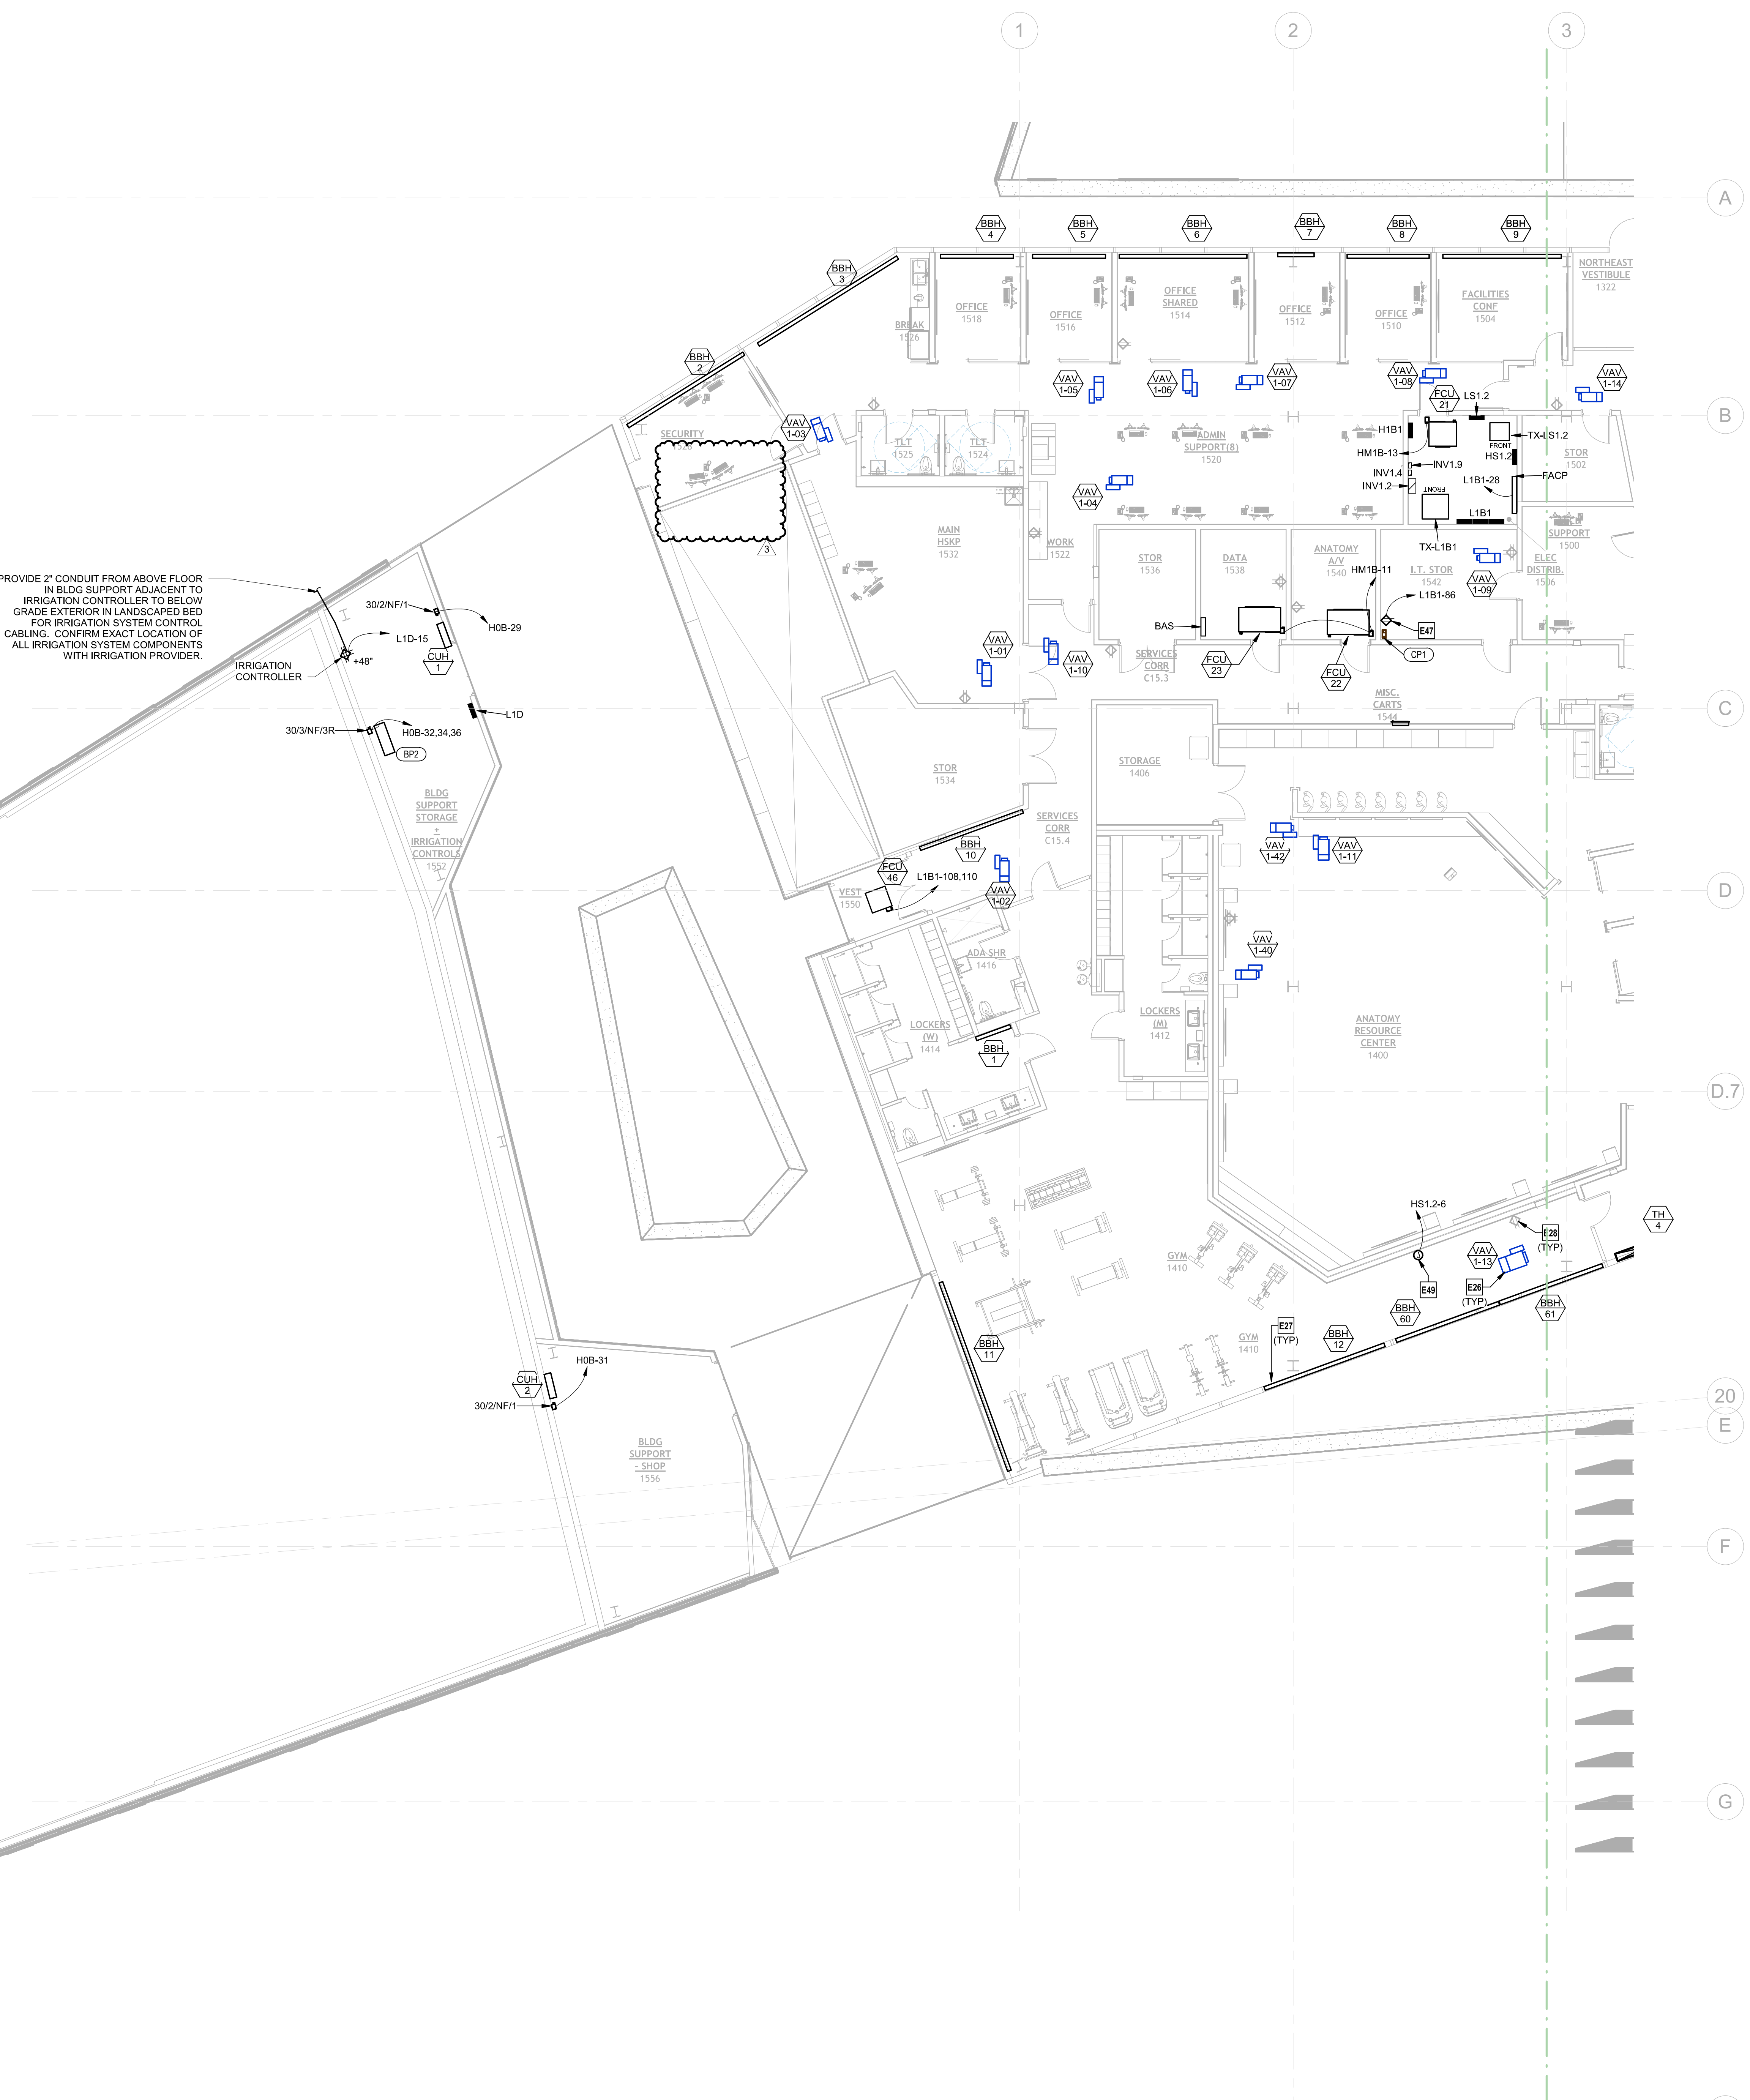 1
2
3
A
BBH
4
BBH
5
BBH
6
BBH
7
BBH
8
BBH
9
BBH
3
BBH
2
NORTHEAST
VESTIBULE
1322
OFFICE
1518
OFFICE
1516
OFFICE
SHARED
1514
OFFICE
1512
OFFICE
1510
FACILITIES
CONF
1504
BREAK
1526
VAV
1-05
VAV
1-06
VAV
1-07
VAV
1-08
VAV
1-14
FCU
21
LS1.2
B
VAV
1-03
SECURITY
TLT
1525
TLT
1524
ADMIN
SUPPORT(8)
1520
H1B1
HM1B-13
INV1.9
INV1.4
INV1.2
TX-LS1.2
FRONT
HS1.2
L1B1-28
FACP
FRONT
L1B1
TX-L1B1
STOR
1502
VAV
1-04
3
MAIN
HSKP
1532
WORK
1522
STOR
1536
DATA
1538
ANATOMY
A/V
1540
HM1B-11
I.T. STOR
1542
VAV
1-09
ELEC
DISTRIB.
1506
SUPPORT
1500
L1B1-86
E47
CP1
BAS
FCU
23
FCU
22
PROVIDE 2" CONDUIT FROM ABOVE FLOOR
IN BLDG SUPPORT ADJACENT TO
IRRIGATION CONTROLLER TO BELOW
GRADE EXTERIOR IN LANDSCAPED BED
FOR IRRIGATION SYSTEM CONTROL
CABLING. CONFIRM EXACT LOCATION OF
ALL IRRIGATION SYSTEM COMPONENTS
WITH IRRIGATION PROVIDER.
30/2/NF/1
H0B-29
L1D-15
+48"
CUH
1
IRRIGATION
CONTROLLER
L1D
30/3/NF/3R
H0B-32,34,36
BP2
VAV
1-01
VAV
1-10
SERVICES
CORR
C15.3
MISC.
CARTS
1544
C
STORAGE
1406
STOR
1534
BLDG
SUPPORT
STORAGE
+
IRRIGATION
CONTROLS
1552
SERVICES
CORR
C15.4
BBH
10
FCU
46
VEST
1550
L1B1-108,110
VAV
1-02
VAV
1-42
VAV
1-11
D
VAV
1-40
ADA SHR
1416
LOCKERS
(W)
1414
LOCKERS
(M)
1412
BBH
1
ANATOMY
RESOURCE
CENTER
1400
D.7
HS1.2-6
TH
4
E28
(TYP)
VAV
1-13
E26
(TYP)
E49
GYM
1410
BBH
60
BBH
61
E27
(TYP)
BBH
12
BBH
11
GYM
1410
CUH
2
H0B-31
30/2/NF/1
20
E
BLDG
SUPPORT
- SHOP
1556
F
G